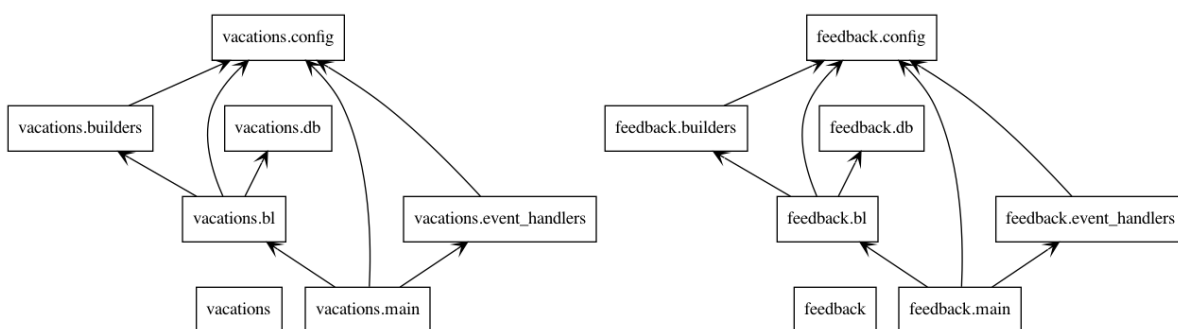 vacations.config
feedback.config
vacations.builders
vacations.db
feedback.builders
feedback.db
vacations.bl
vacations.event_handlers
feedback.bl
feedback.event_handlers
vacations
vacations.main
feedback
feedback.main